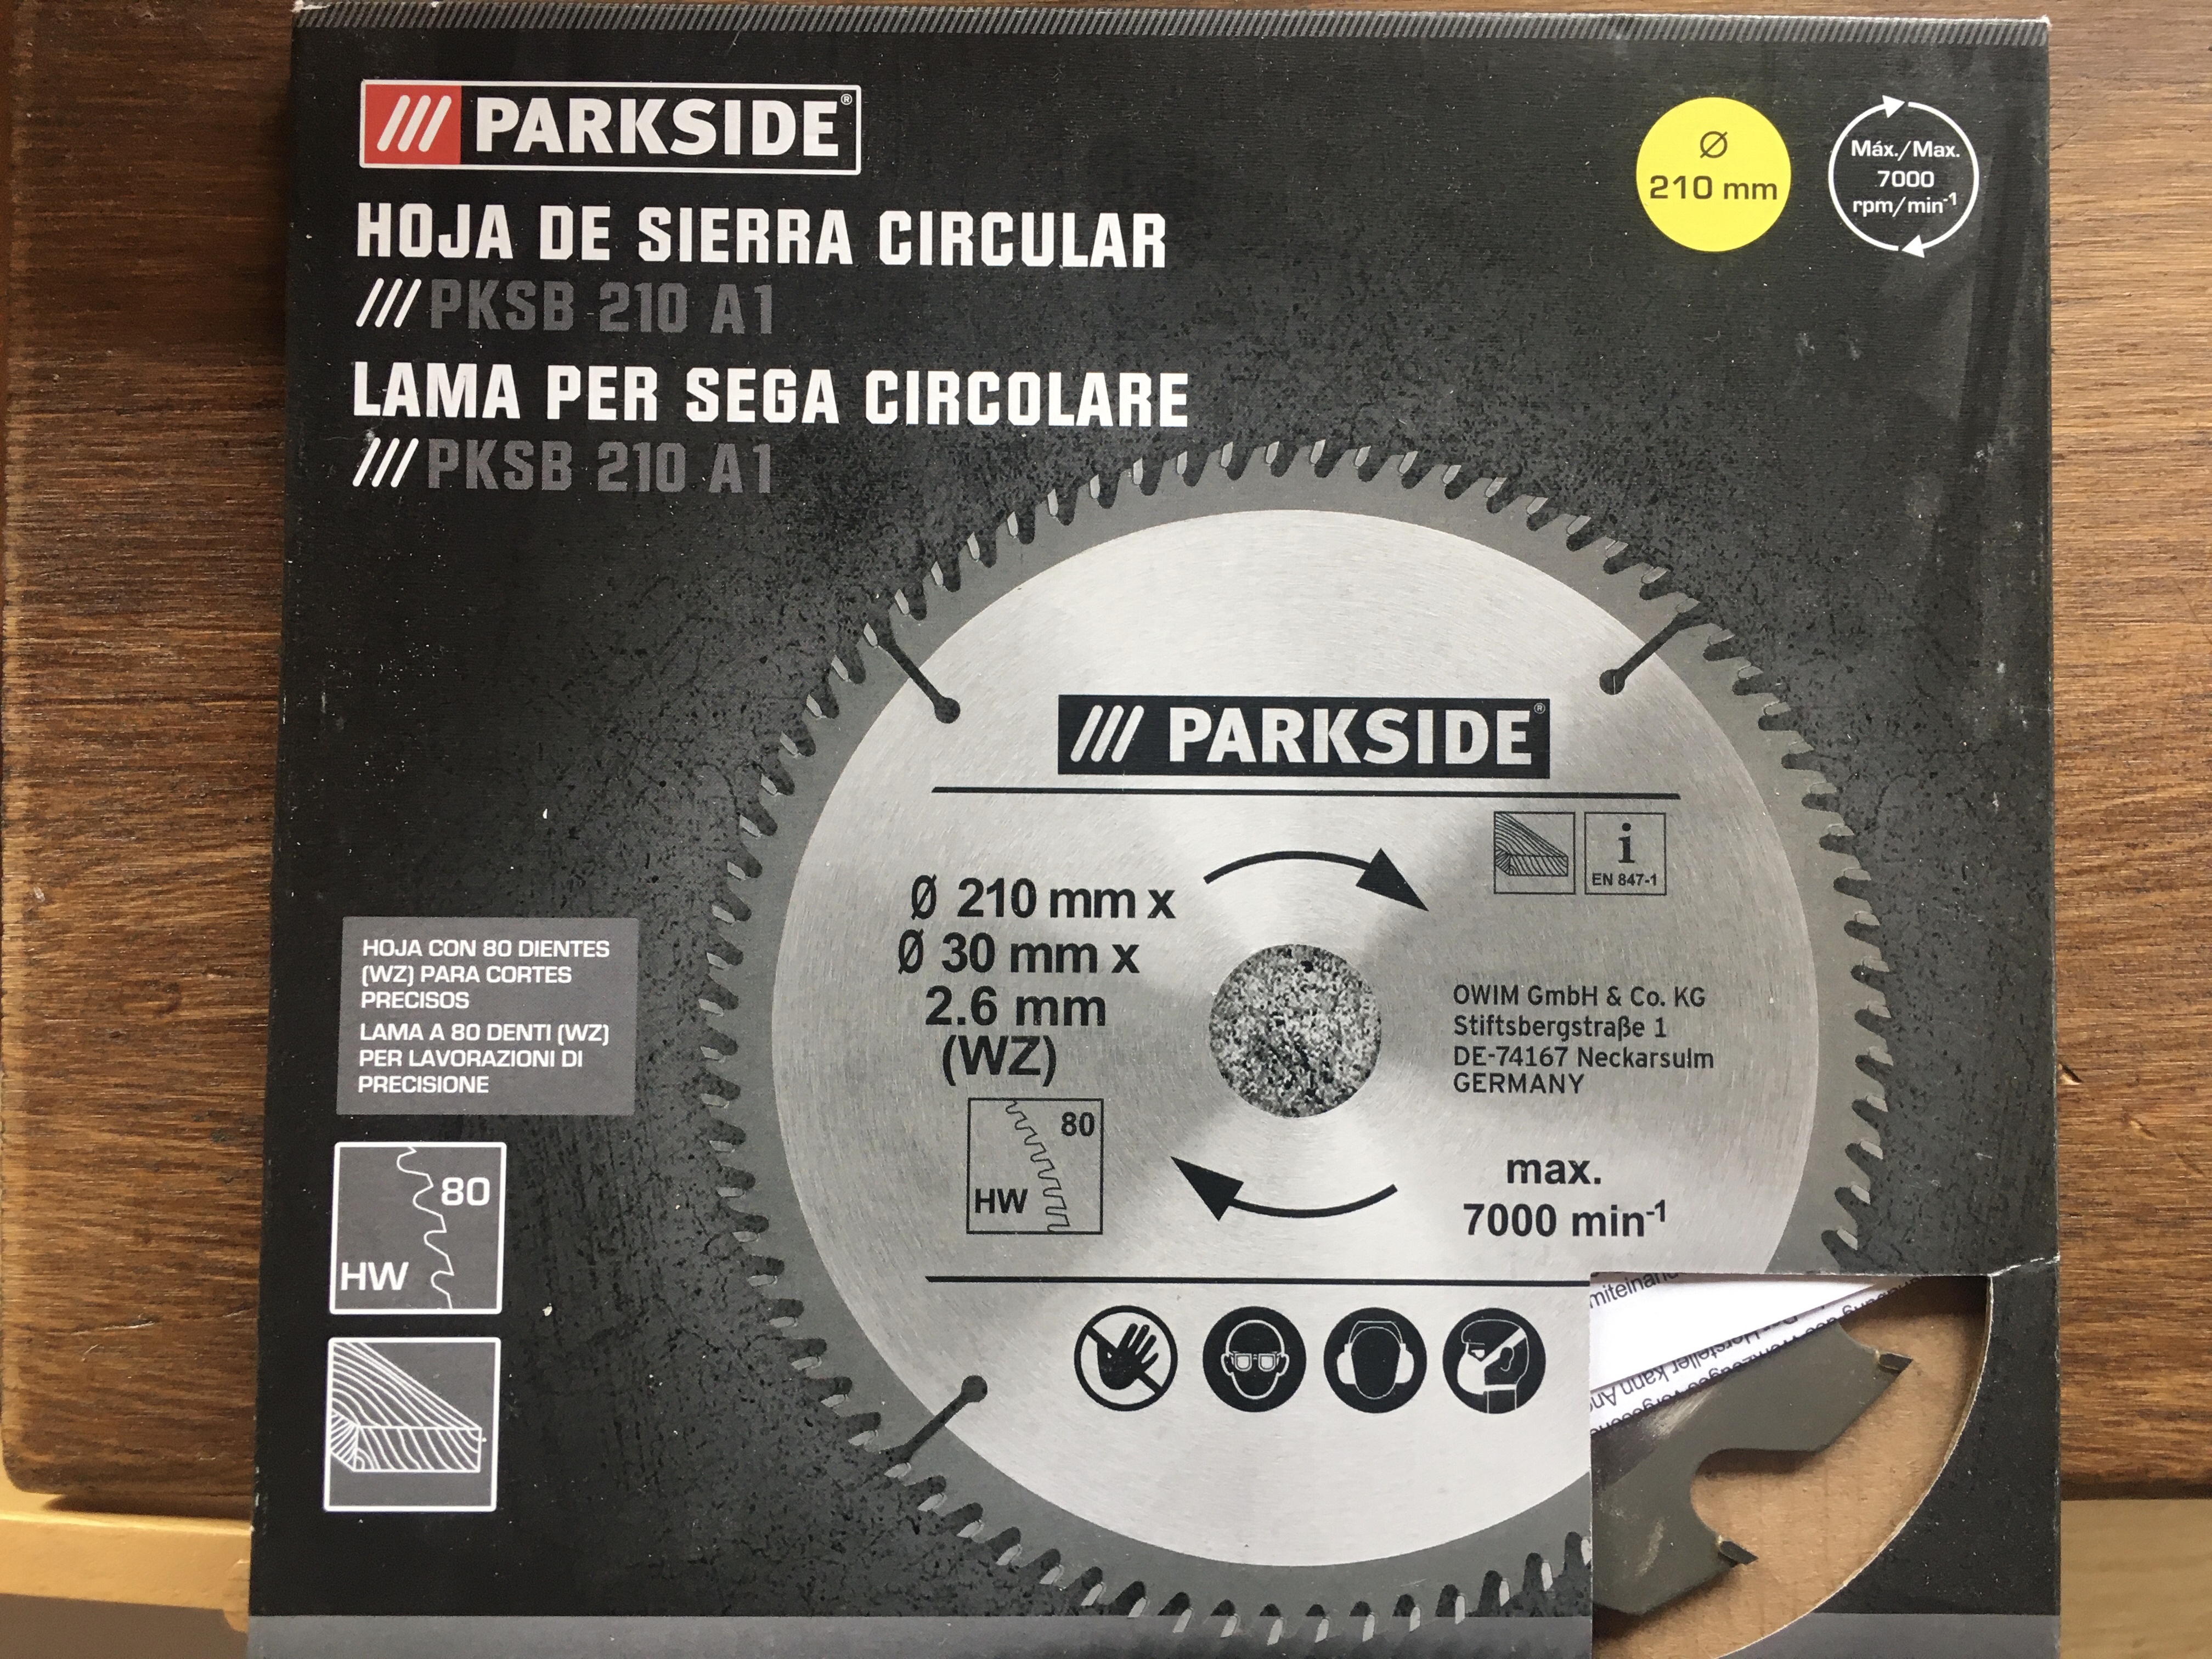 /// PARKSIDE®
HOJA DE SIERRA CIRCULAR
/// PKSB 210 A1
LAMA PER SEGA CIRCOLARE
/// PKSB 210 A1
Ø
210 mm
Máx./Max.
7000
rpm/min⁻¹
/// PARKSIDE®
Ø 210 mm x
Ø 30 mm x
2.6 mm
(WZ)
80
HW
i
EN 847-1
OWIM GmbH & Co. KG
Stiftsbergstraße 1
DE-74167 Neckarsulm
GERMANY
max.
7000 min⁻¹
HOJA CON 80 DIENTES
(WZ) PARA CORTES
PRECISOS
LAMA A 80 DENTI (WZ)
PER LAVORAZIONI DI
PRECISIONE
80
HW
Hersteller kann